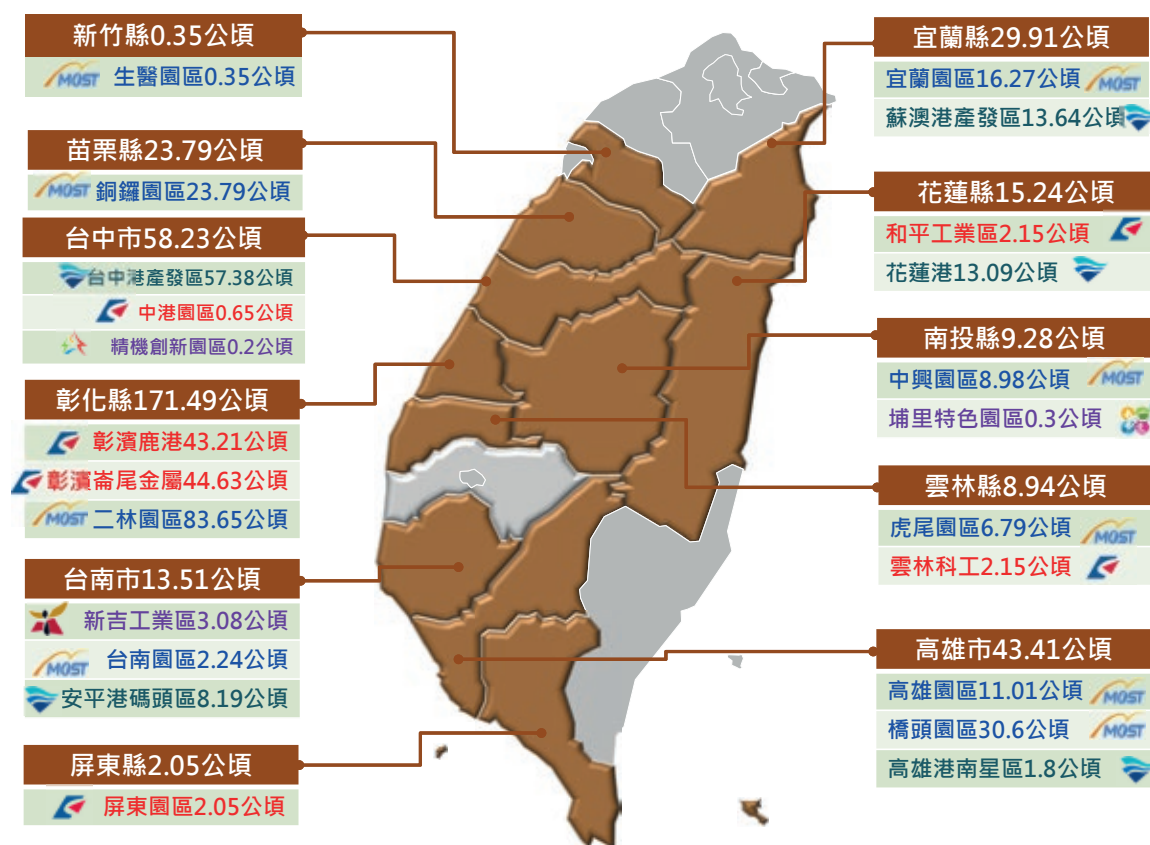 新竹縣0.35公頃
MOST 生醫園區0.35公頃
苗栗縣23.79公頃
MOST 銅鑼園區23.79公頃
台中市58.23公頃
台中港產發區57.38公頃
中港園區0.65公頃
精機創新園區0.2公頃
彰化縣171.49公頃
彰濱鹿港43.21公頃
彰濱崙尾金屬44.63公頃
MOST 二林園區83.65公頃
台南市13.51公頃
新吉工業區3.08公頃
MOST 台南園區2.24公頃
安平港碼頭區8.19公頃
屏東縣2.05公頃
屏東園區2.05公頃
宜蘭縣29.91公頃
宜蘭園區16.27公頃 MOST
蘇澳港產發區13.64公頃
花蓮縣15.24公頃
和平工業區2.15公頃
花蓮港13.09公頃
南投縣9.28公頃
中興園區8.98公頃 MOST
埔里特色園區0.3公頃
雲林縣8.94公頃
虎尾園區6.79公頃 MOST
雲林科工2.15公頃
高雄市43.41公頃
高雄園區11.01公頃 MOST
橋頭園區30.6公頃 MOST
高雄港南星區1.8公頃